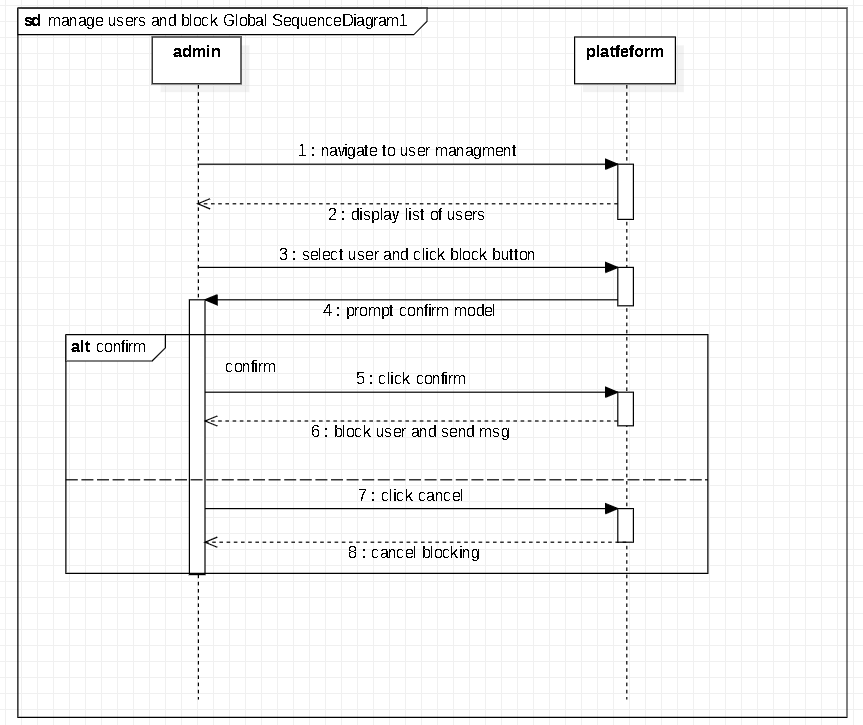 sd manage users and block Global SequenceDiagram1
admin
platfeform
1 : navigate to user managment
2 : display list of users
3 : select user and click block button
4 : prompt confirm model
alt confirm
confirm
5 : click confirm
6 : block user and send msg
7 : click cancel
8 : cancel blocking